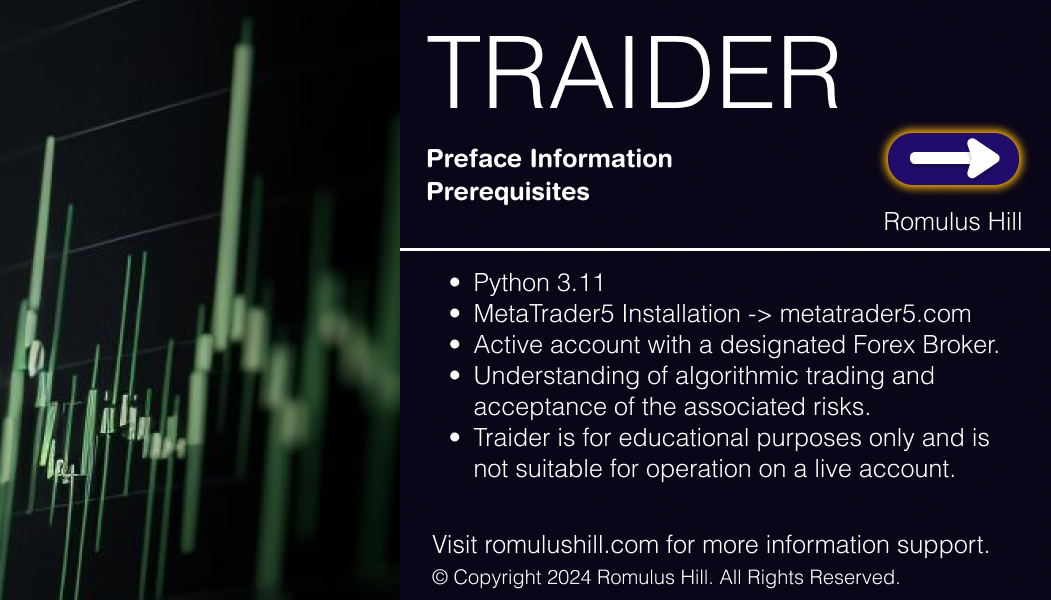 TRAIDER
Preface Information
Prerequisites
Romulus Hill
• Python 3.11
• MetaTrader5 Installation -> metatrader5.com
• Active account with a designated Forex Broker.
• Understanding of algorithmic trading and
acceptance of the associated risks.
• Traider is for educational purposes only and is
not suitable for operation on a live account.
Visit romulushill.com for more information support.
© Copyright 2024 Romulus Hill. All Rights Reserved.